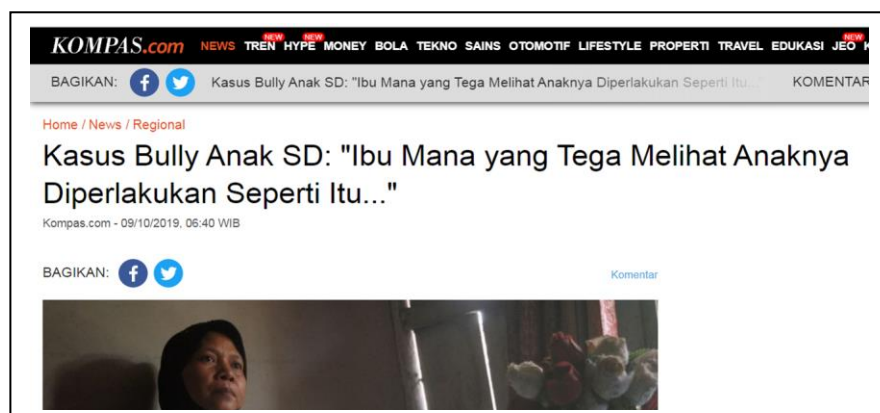 KOMPAS.com NEWS TREN NEW HYPE NEW MONEY BOLA TEKNO SAINS OTOMOTIF LIFESTYLE PROPERTI TRAVEL EDUKASI JEO NEW K
BAGIKAN: Kasus Bully Anak SD: "Ibu Mana yang Tega Melihat Anaknya Diperlakukan Seperti Itu..." KOMENTAR
Home / News / Regional
Kasus Bully Anak SD: "Ibu Mana yang Tega Melihat Anaknya
Diperlakukan Seperti Itu..."
Kompas.com - 09/10/2019, 06:40 WIB
BAGIKAN: Komentar